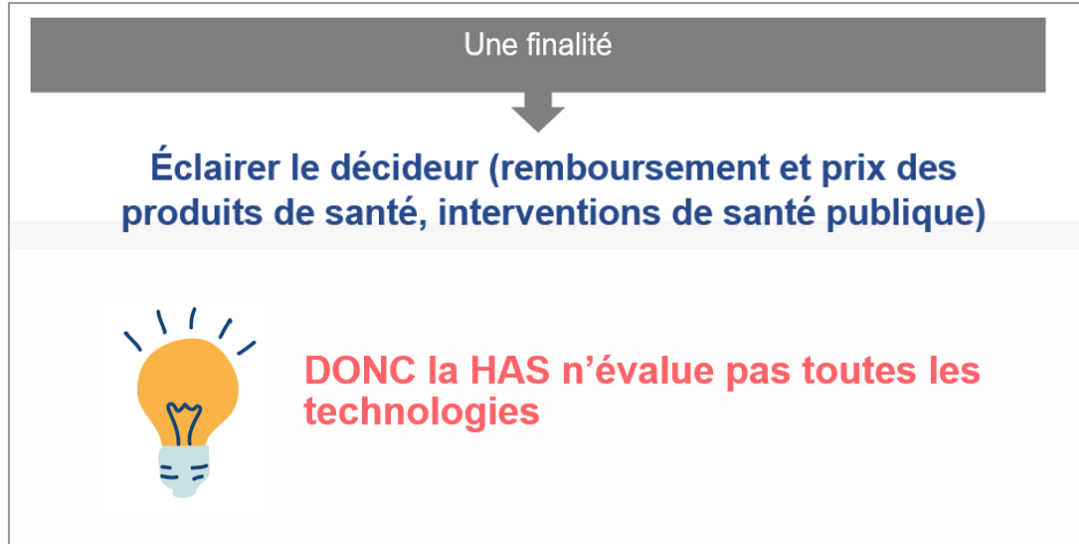 Une finalité
Éclairer le décideur (remboursement et prix des
produits de santé, interventions de santé publique)
DONC la HAS n’évalue pas toutes les
technologies